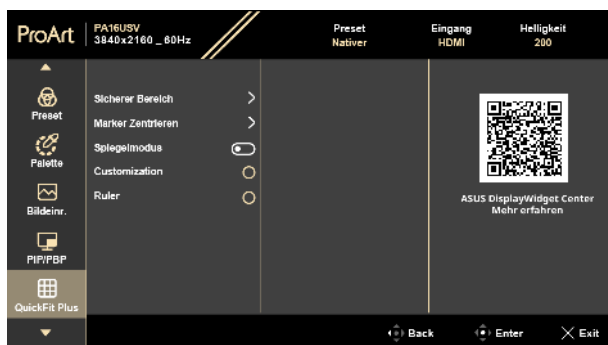 ProArt
PA16USV
3840x2160 _ 60Hz
Preset
Nativer
Eingang
HDMI
Helligkeit
200
Preset
Palette
Bildeinr.
PIP/PBP
QuickFit Plus
Sicherer Bereich
Marker Zentrieren
Spiegelmodus
Customization
Ruler
ASUS DisplayWidget Center
Mehr erfahren
Back
Enter
Exit